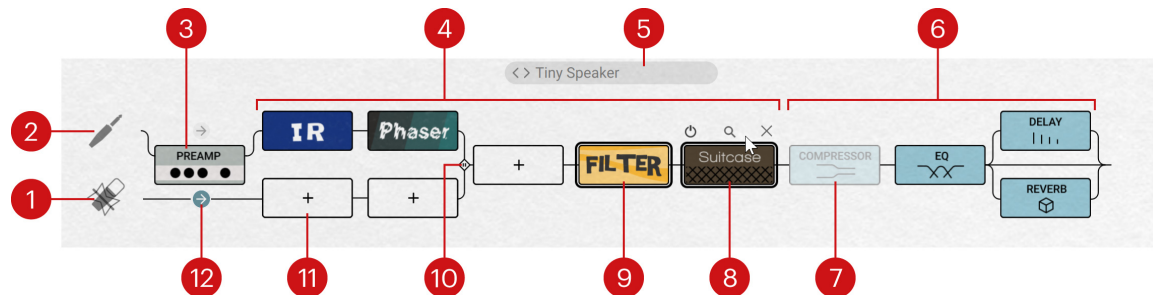 3
4
5
6
<> Tiny Speaker
2
PREAMP
IR
Phaser
+
FILTER
Suitcase
COMPRESSOR
EQ
DELAY
REVERB
1
+
+
12
11
10
9
8
7